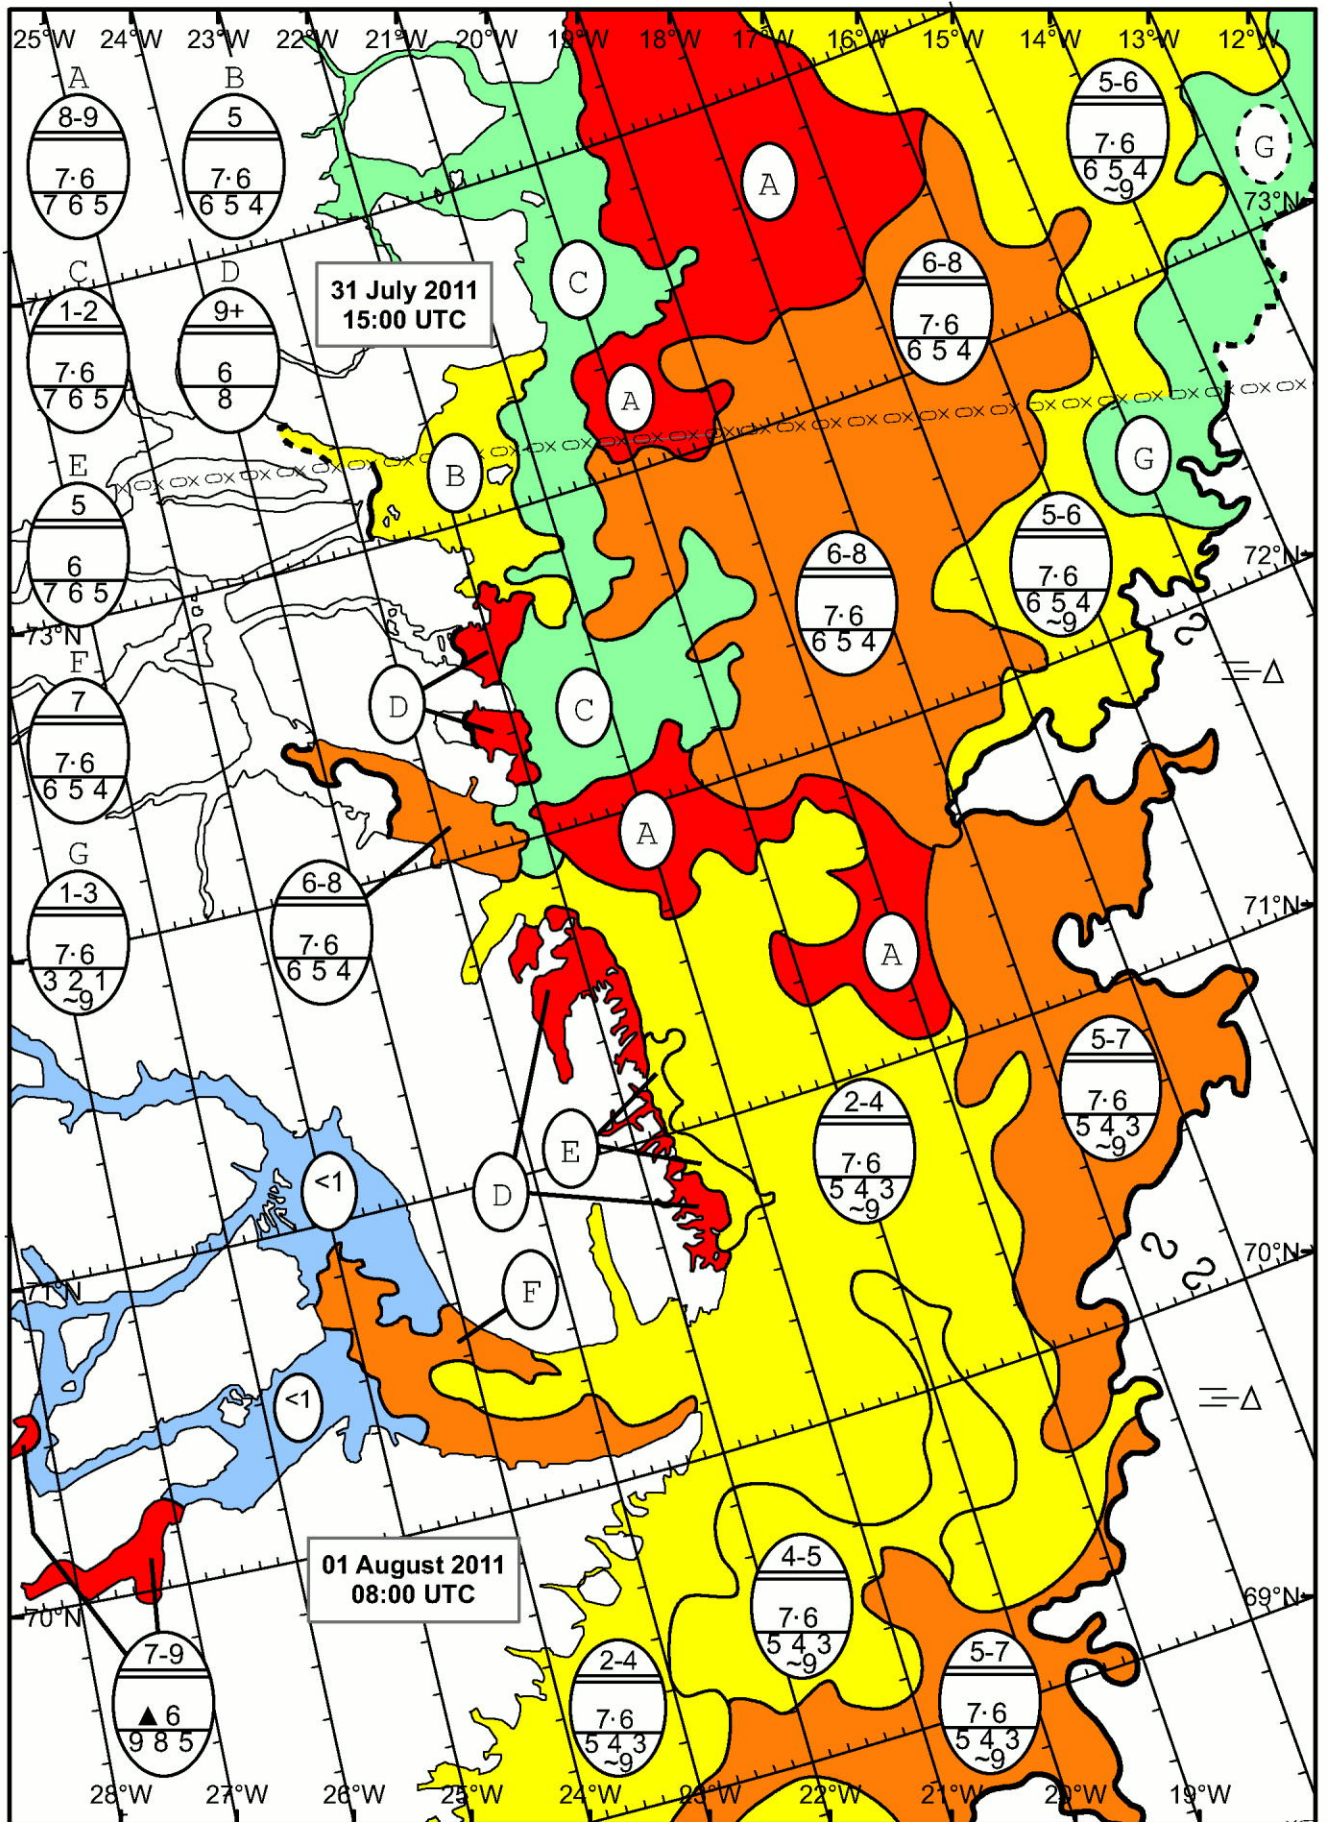 25°W 24°W 23°W 22°W 21°W 20°W 19°W 18°W 17°W 16°W 15°W 14°W 13°W 12°W
A
8-9
7·6
7 6 5
B
5
7·6
6 5 4
5-6
7·6
6 5 4
~9
G
A
73°N
C
1-2
7·6
7 6 5
D
9+
6
8
31 July 2011
15:00 UTC
C
6-8
7·6
6 5 4
A
B
G
E
5
6
7 6 5
5-6
7·6
6 5 4
~9
72°N
6-8
7·6
6 5 4
73°N
F
7
7·6
6 5 4
D
C
A
G
1-3
7·6
3 2 1
~9
6-8
7·6
6 5 4
71°N
A
5-7
7·6
5 4 3
~9
2-4
7·6
5 4 3
~9
E
<1
D
70°N
F
71°N
<1
01 August 2011
08:00 UTC
4-5
7·6
5 4 3
~9
69°N
70°N
7-9
▲ 6
9 8 5
2-4
7·6
5 4 3
~9
5-7
7·6
5 4 3
~9
28°W 27°W 26°W 25°W 24°W 23°W 22°W 21°W 20°W 19°W